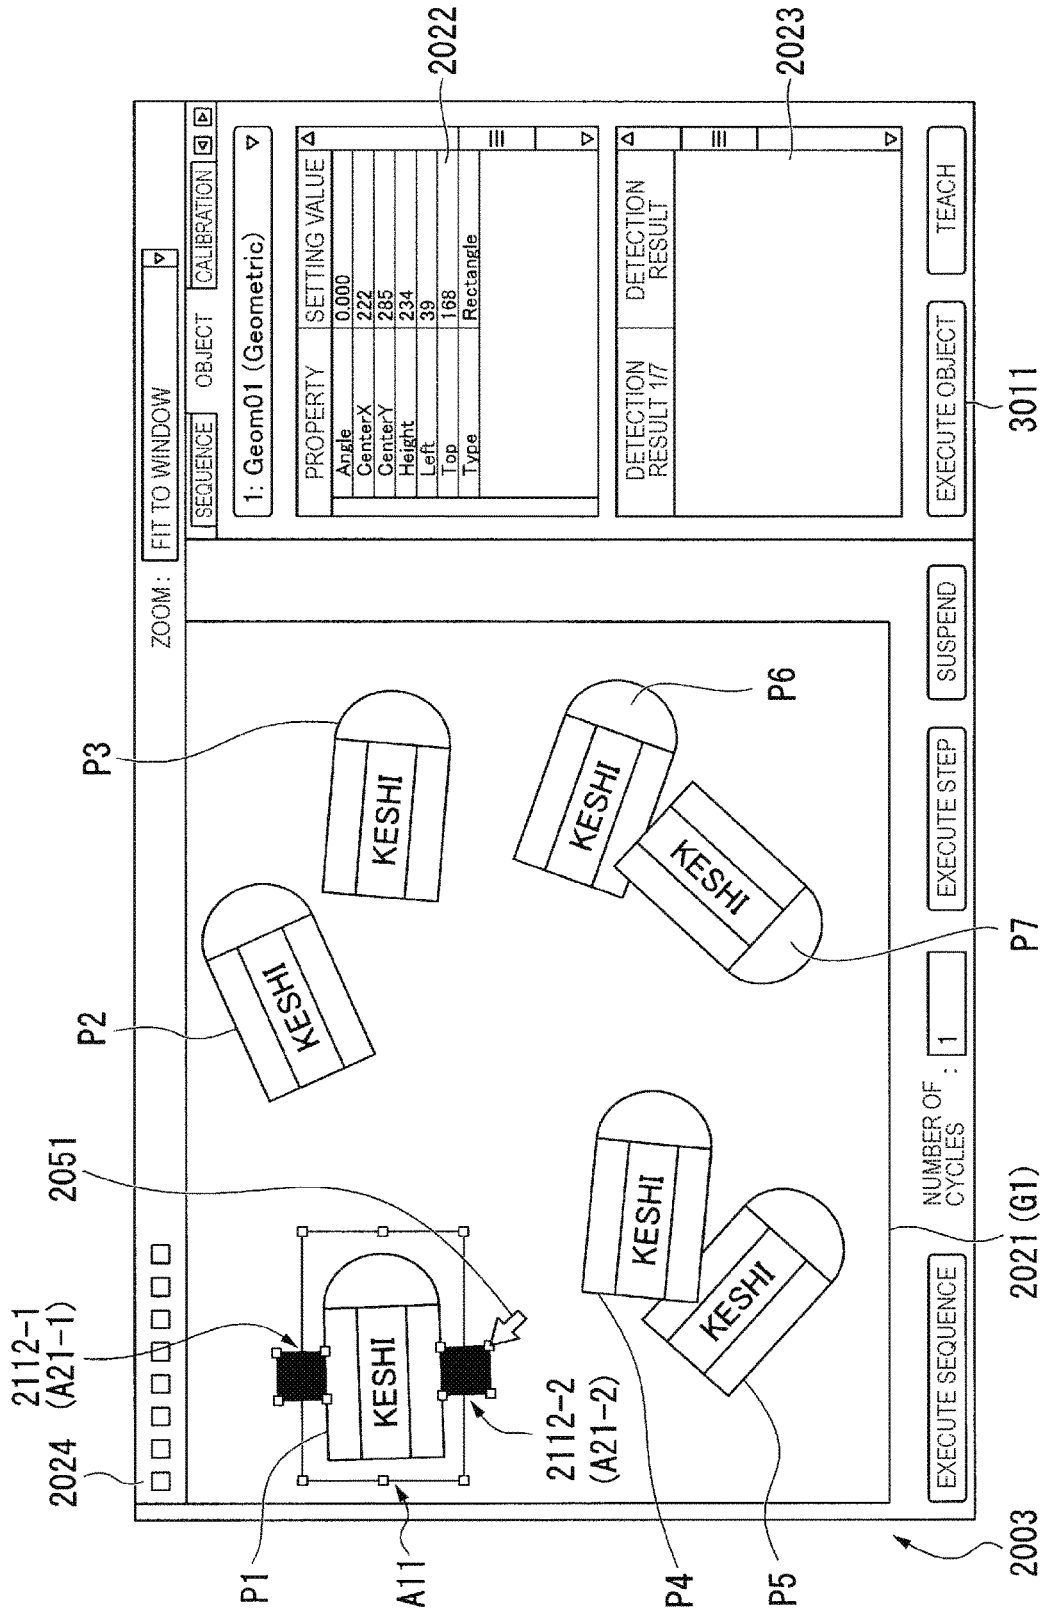 2024
2112-1
(A21-1)
2051
P2
P3
P1
A11
ZOOM :
FIT TO WINDOW
SEQUENCE
OBJECT
CALIBRATION
1: Geom01 (Geometric)
PROPERTY
SETTING VALUE
Angle
0.000
CenterX
222
CenterY
285
Height
234
Left
39
Top
168
Type
Rectangle
2022
DETECTION
RESULT 1/7
DETECTION
RESULT
2023
KESHI
KESHI
KESHI
KESHI
KESHI
KESHI
KESHI
2112-2
(A21-2)
P6
P4
P5
P7
EXECUTE SEQUENCE
NUMBER OF
CYCLES
: 1
EXECUTE STEP
SUSPEND
EXECUTE OBJECT
TEACH
2003
2021(G1)
3011